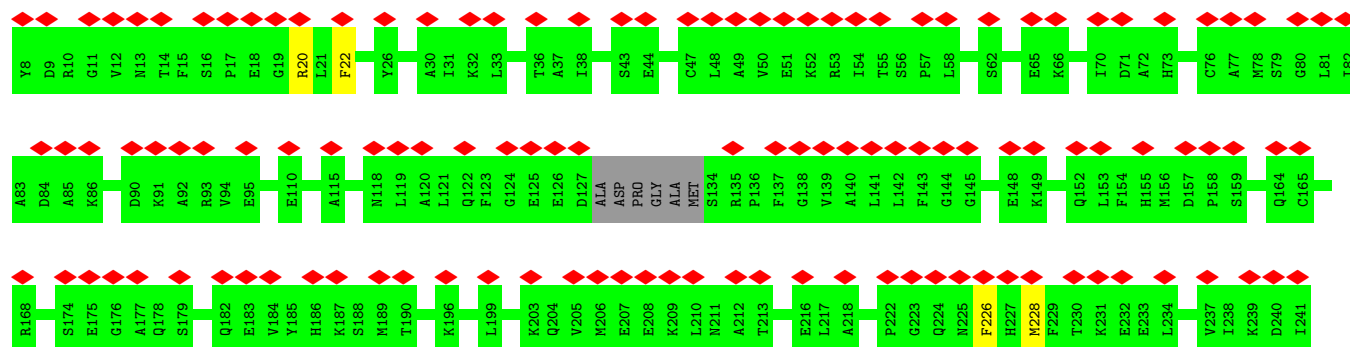 Y8 D9 R10 G11 V12 N13 T14 F15 S16 P17 E18 G19 R20 L21 F22 Y26 A30 I31 K32 L33 T36 A37 I38 S43 E44 C47 L48 A49 V50 E51 K52 R53 I54 T55 S56 P57 L58 S62 E65 K66 I70 D71 A72 H73 C76 A77 M78 S79 G80 L81 I82
A83 D84 A85 K86 D90 K91 A92 R93 V94 E95 E110 A115 N118 L119 A120 L121 Q122 F123 G124 E125 E126 D127 ALA ASP PRO GLY ALA MET S134 R135 P136 F137 G138 V139 A140 L141 L142 F143 G144 G145 E148 K149 Q152 L153 F154 H155 M156 D157 P158 S159 Q164 C165
R168 S174 E175 G176 A177 Q178 S179 Q182 E183 V184 Y185 H186 K187 S188 M189 T190 K196 L199 K203 Q204 V205 M206 E207 E208 K209 L210 N211 A212 T213 E216 L217 A218 P222 G223 Q224 N225 F226 H227 M228 F229 T230 K231 E232 E233 L234 V237 I238 K239 D240 I241